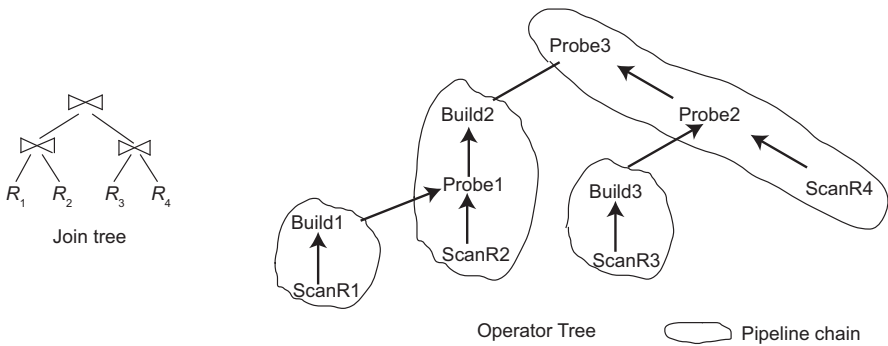 R1 R2 R3 R4
Join tree
Probe3
Build2
Probe2
Probe1
Build3
ScanR4
Build1
ScanR2
ScanR3
ScanR1
Operator Tree
Pipeline chain